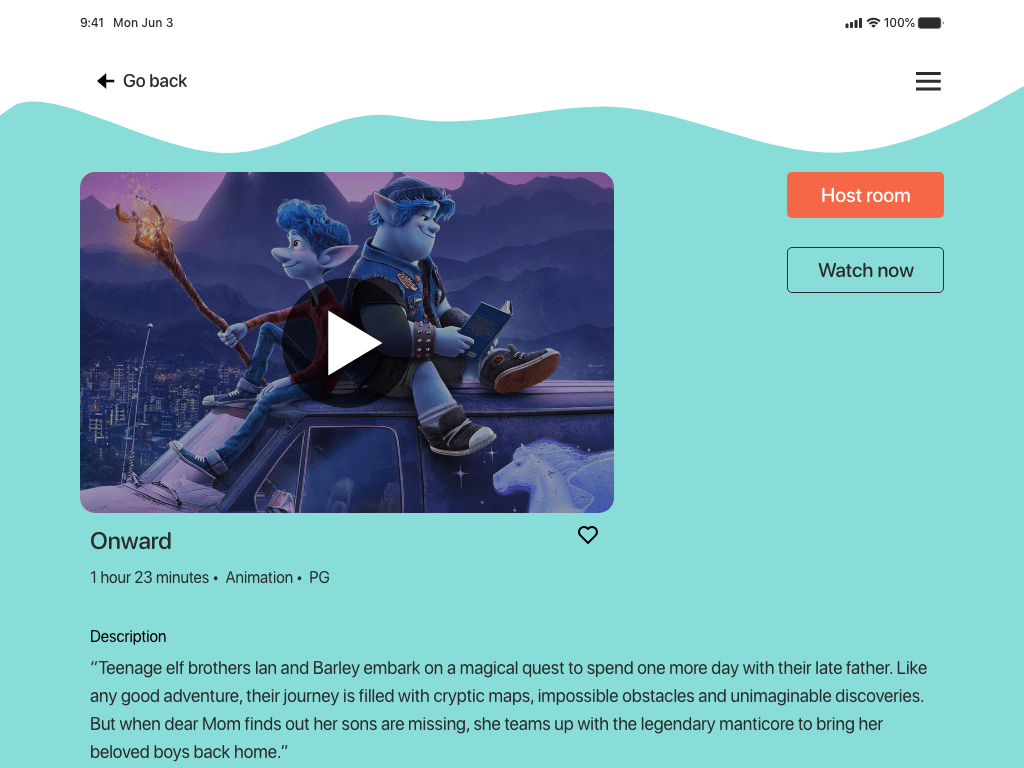 9:41 Mon Jun 3 100%
Go back
Host room
Watch now
Onward
1 hour 23 minutes • Animation • PG
Description
“Teenage elf brothers Ian and Barley embark on a magical quest to spend one more day with their late father. Like
any good adventure, their journey is filled with cryptic maps, impossible obstacles and unimaginable discoveries.
But when dear Mom finds out her sons are missing, she teams up with the legendary manticore to bring her
beloved boys back home.”